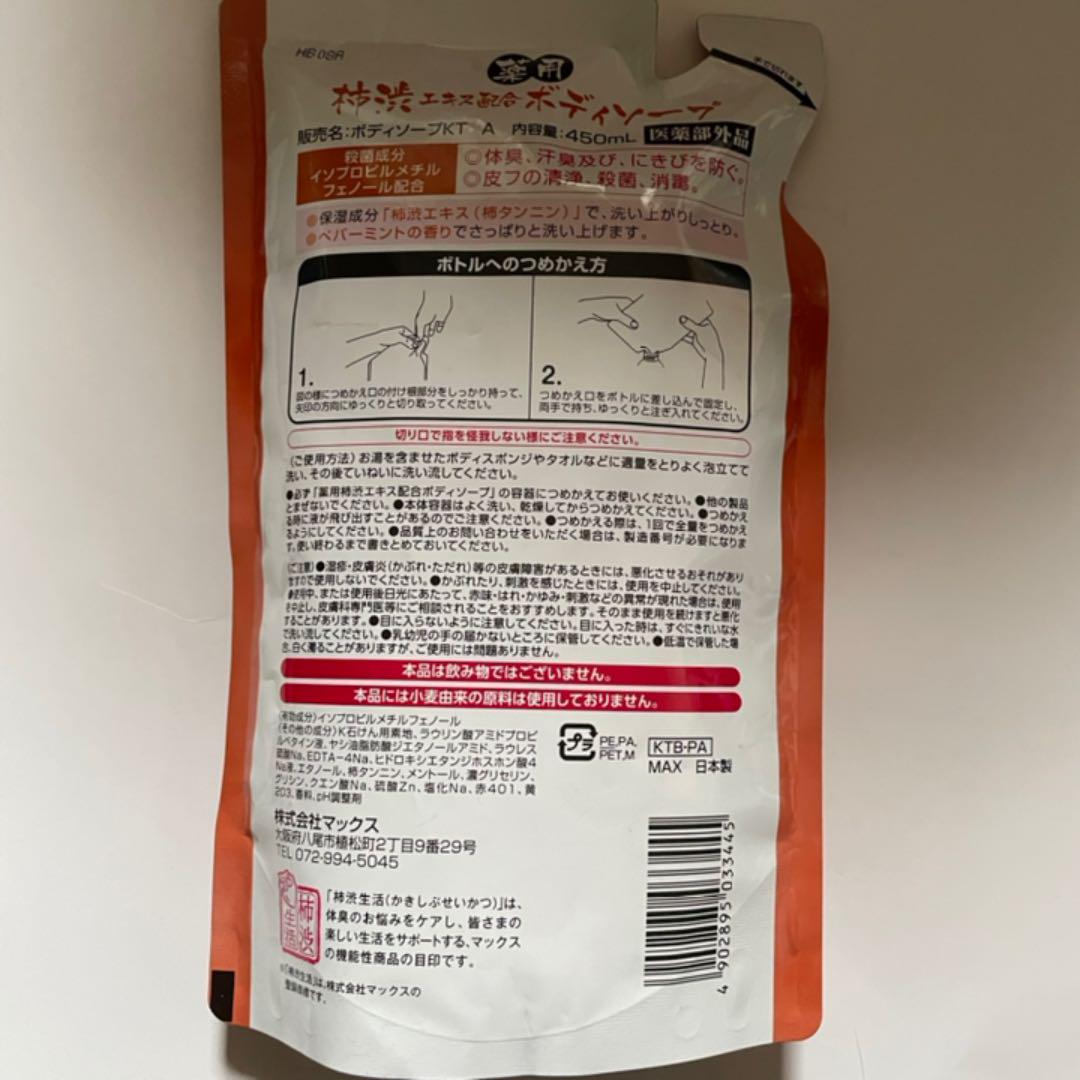 HB09R
手で切れます
薬用
柿渋エキス配合ボディソープ
販売名:ボディソープKT-A 内容量:450mL 医薬部外品
殺菌成分
イソプロピルメチル
フェノール配合
◎体臭、汗臭及び、にきびを防ぐ。
◎皮フの清浄、殺菌、消毒。
●保湿成分「柿渋エキス(柿タンニン)」で、洗い上がりしっとり。
●ペパーミントの香りでさっぱりと洗い上げます。
ボトルへのつめかえ方
1.
図の様につめかえ口の付け根部分をしっかり持って、
矢印の方向にゆっくりと切り取ってください。
2.
つめかえ口をボトルに差し込んで固定し、
両手で持ち、ゆっくりと注ぎ入れてください。
切り口で指を怪我しない様にご注意ください。
〈ご使用方法〉お湯を含ませたボディスポンジやタオルなどに適量をとりよく泡立てて
洗い、その後ていねいに洗い流してください。
●必ず「薬用柿渋エキス配合ボディソープ」の容器につめかえてお使いください。●他の製品
とまぜないでください。●本体容器はよく洗い、乾燥してからつめかえてください。●つめかえ
る時に液が飛び出すことがあるのでご注意ください。●つめかえる際は、1回で全量をつめかえ
るようにしてください。●品質上のお問い合わせをいただく場合は、製造番号が必要になりま
す。使い終わるまで書きとめておいてください。
〈ご注意〉●湿疹・皮膚炎(かぶれ・ただれ)等の皮膚障害があるときには、悪化させるおそれがあり
ますので使用しないでください。●かぶれたり、刺激を感じたときには、使用を中止してください。
●使用中、または使用後日光にあたって、赤味・はれ・かゆみ・刺激などの異常が現れた場合は、使用
を中止し、皮膚科専門医等にご相談されることをおすすめします。そのまま使用を続けますと悪化
することがあります。●目に入らないように注意してください。目に入った時は、すぐにきれいな水
で洗い流してください。●乳幼児の手の届かないところに保管してください。●低温で保管した場
合、白く濁ることがありますが、ご使用には問題ありません。
本品は飲み物ではございません。
本品には小麦由来の原料は使用しておりません。
〈有効成分〉イソプロピルメチルフェノール
〈その他の成分〉K石けん用素地、ラウリン酸アミドプロピ
ルベタイン液、ヤシ油脂肪酸ジエタノールアミド、ラウレス
硫酸Na、EDTA-4Na、ヒドロキシエタンジホスホン酸4
Na液、エタノール、柿タンニン、メントール、濃グリセリン、
グリシン、クエン酸Na、硫酸Zn、塩化Na、赤401、黄
203、香料、pH調整剤
プラ
PE,PA,
PET,M
KTB-PA
MAX 日本製
株式会社マックス
大阪府八尾市植松町2丁目9番29号
TEL 072-994-5045
柿渋
生活
「柿渋生活(かきしぶせいかつ)」は、
体臭のお悩みをケアし、皆さまの
楽しい生活をサポートする、マックス
の機能性商品の目印です。
※「柿渋生活」は、株式会社マックスの
登録商標です。
4902895033445